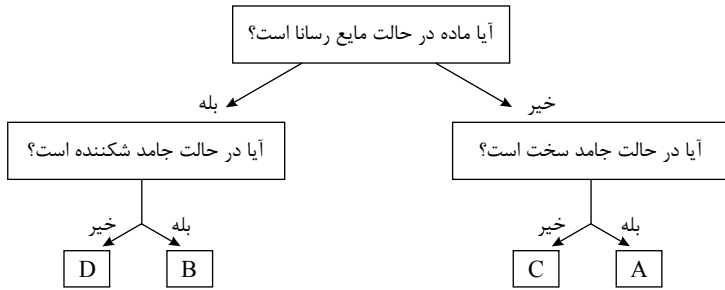 آیا ماده در حالت مایع رسانا است؟
خیر
بله
آیا در حالت جامد سخت است؟
آیا در حالت جامد شکننده است؟
بله
خیر
بله
خیر
A
C
B
D